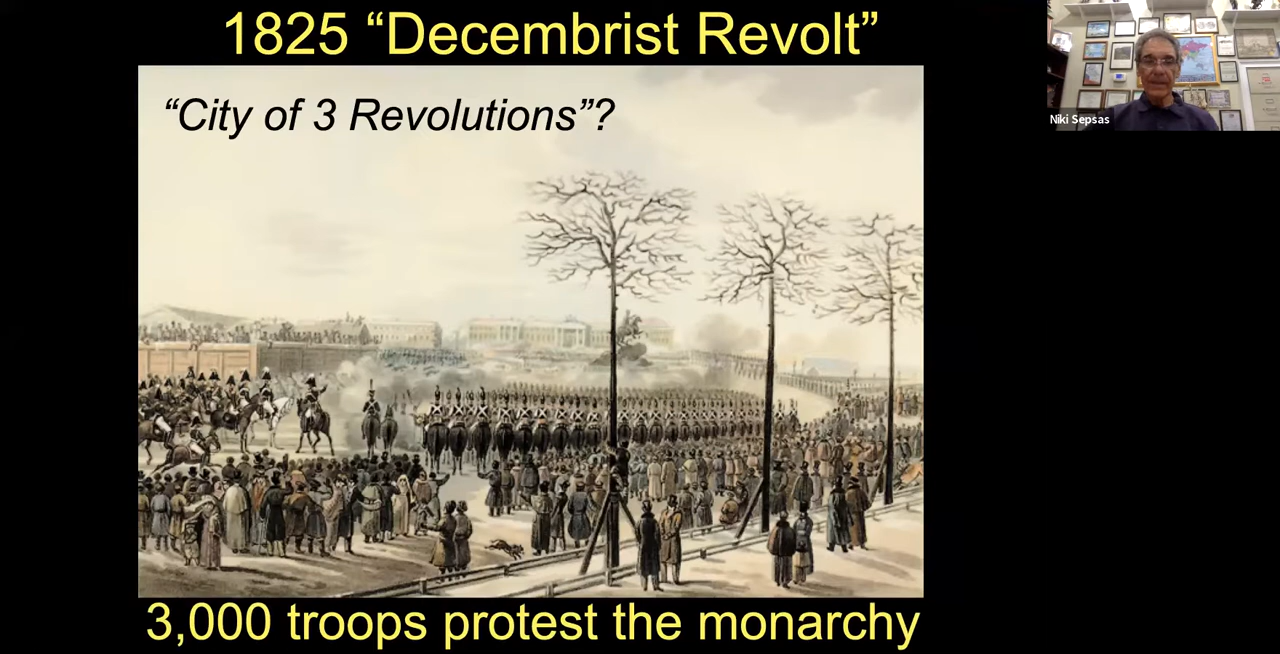 1825 “Decembrist Revolt”
“City of 3 Revolutions”?
Niki Sepsas
3,000 troops protest the monarchy